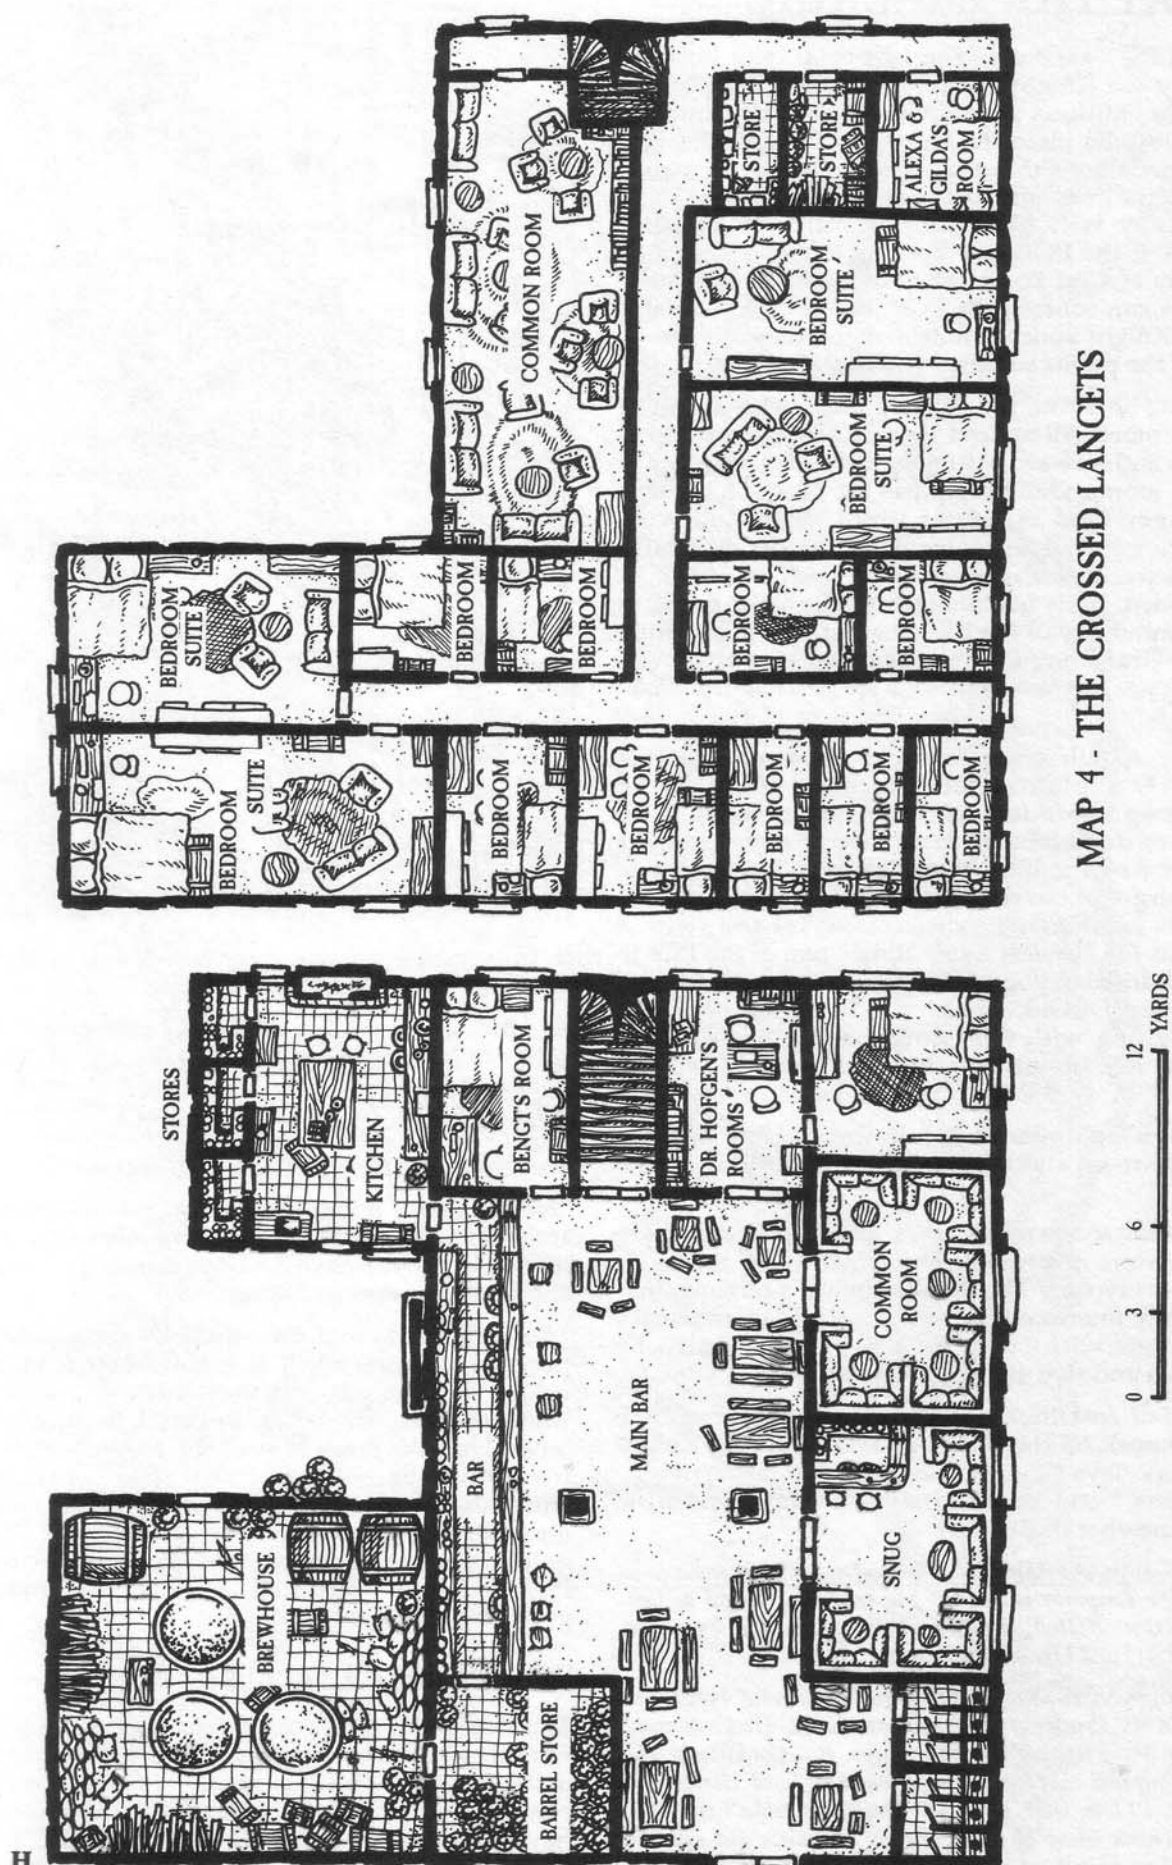 MAP 4 - THE CROSSED LANCETS
COMMON ROOM
STORE
STORE
ALEXA &
GILDA'S
ROOM
BEDROOM
SUITE
BEDROOM
SUITE
BEDROOM
SUITE
BEDROOM
BEDROOM
BEDROOM
BEDROOM
BEDROOM
SUITE
BEDROOM
BEDROOM
BEDROOM
BEDROOM
BEDROOM
STORES
KITCHEN
BENGT'S ROOM
DR. HOFGEN'S
ROOMS
BREWHOUSE
BAR
MAIN BAR
COMMON
ROOM
SNUG
BARREL STORE
0 3 6 12
YARDS
H